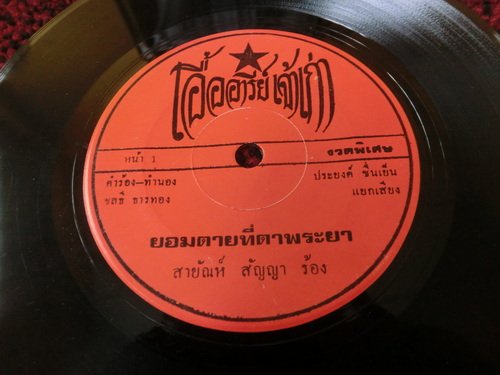 เอื้ออารีย์ เจ้าเก่า
หน้า 1
งวดพิเศษ
คำร้อง–ทำนอง
ชลธี ธารทอง
ประยงค์ ชื่นเย็น
แยกเสียง
ยอมตายที่ตาพระยา
สายัณห์ สัญญา ร้อง